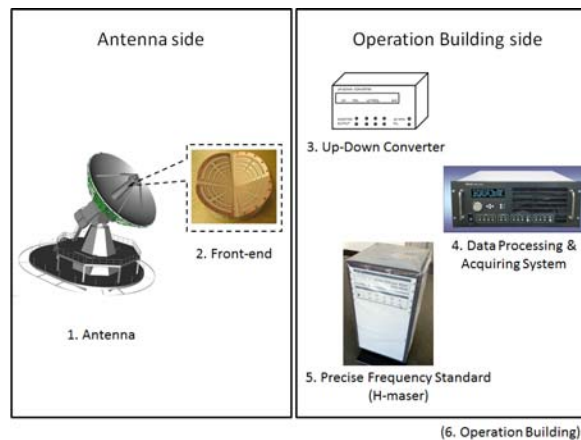 Antenna side
Operation Building side
3. Up-Down Converter
2. Front-end
4. Data Processing &
Acquiring System
1. Antenna
5. Precise Frequency Standard
(H-maser)
(6. Operation Building)